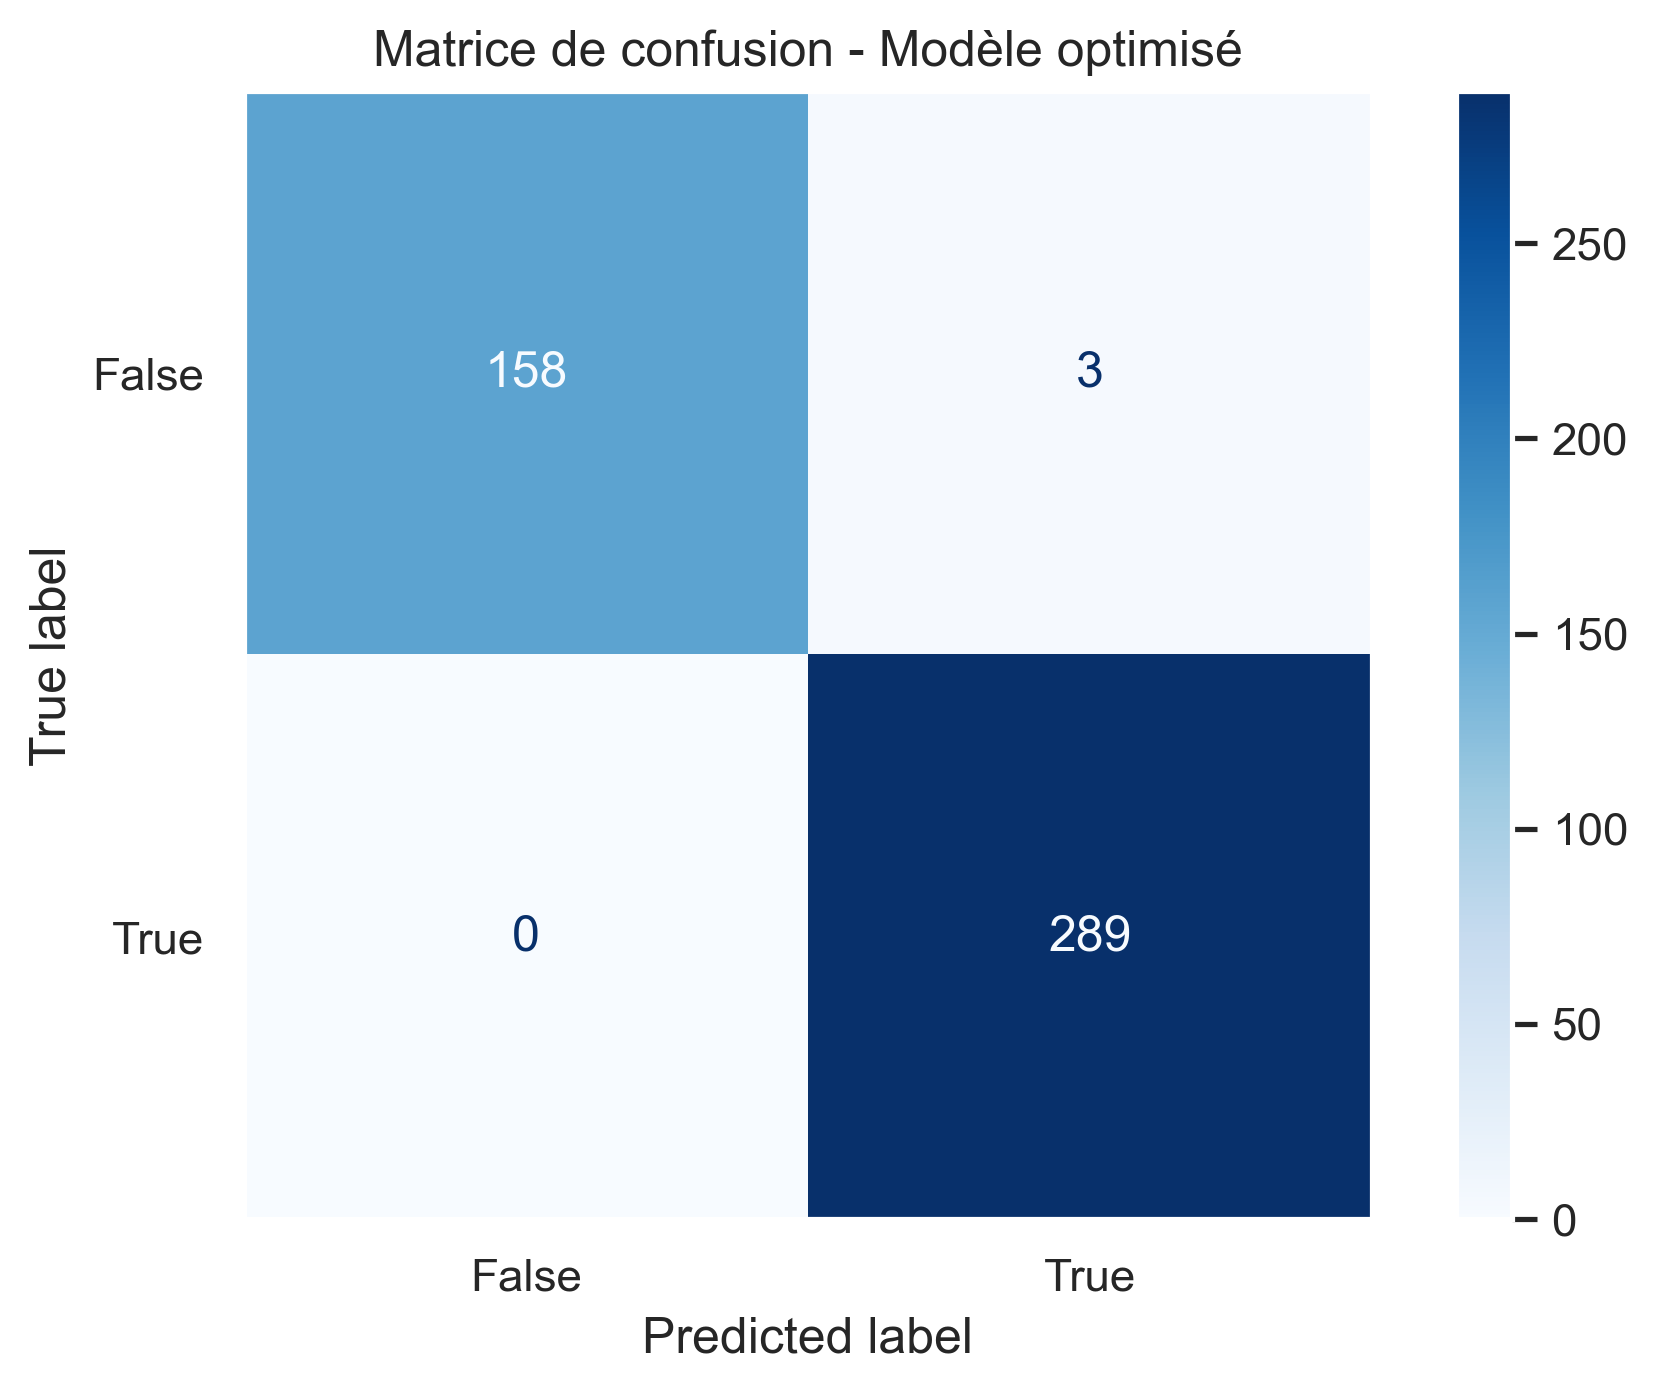 Matrice de confusion - Modèle optimisé
False
158
3
True
0
289
True label
False
True
Predicted label
250
200
150
100
50
0